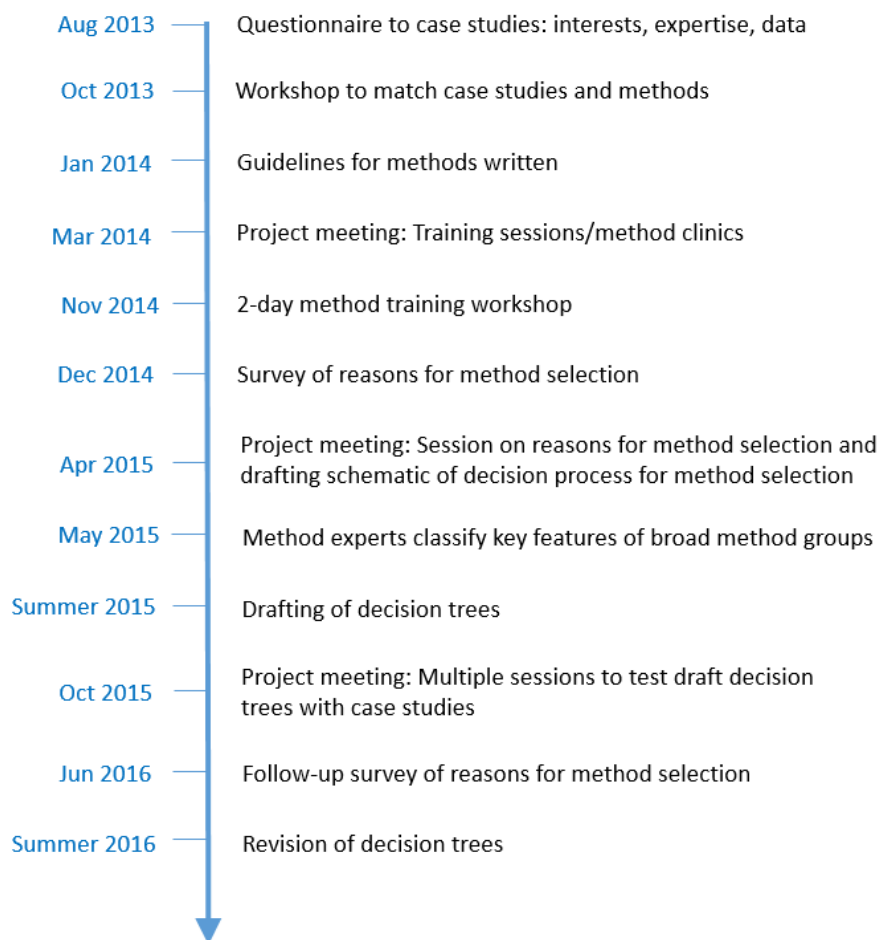 Aug 2013 Questionnaire to case studies: interests, expertise, data
Oct 2013 Workshop to match case studies and methods
Jan 2014 Guidelines for methods written
Mar 2014 Project meeting: Training sessions/method clinics
Nov 2014 2-day method training workshop
Dec 2014 Survey of reasons for method selection
Apr 2015 Project meeting: Session on reasons for method selection and
drafting schematic of decision process for method selection
May 2015 Method experts classify key features of broad method groups
Summer 2015 Drafting of decision trees
Oct 2015 Project meeting: Multiple sessions to test draft decision
trees with case studies
Jun 2016 Follow-up survey of reasons for method selection
Summer 2016 Revision of decision trees